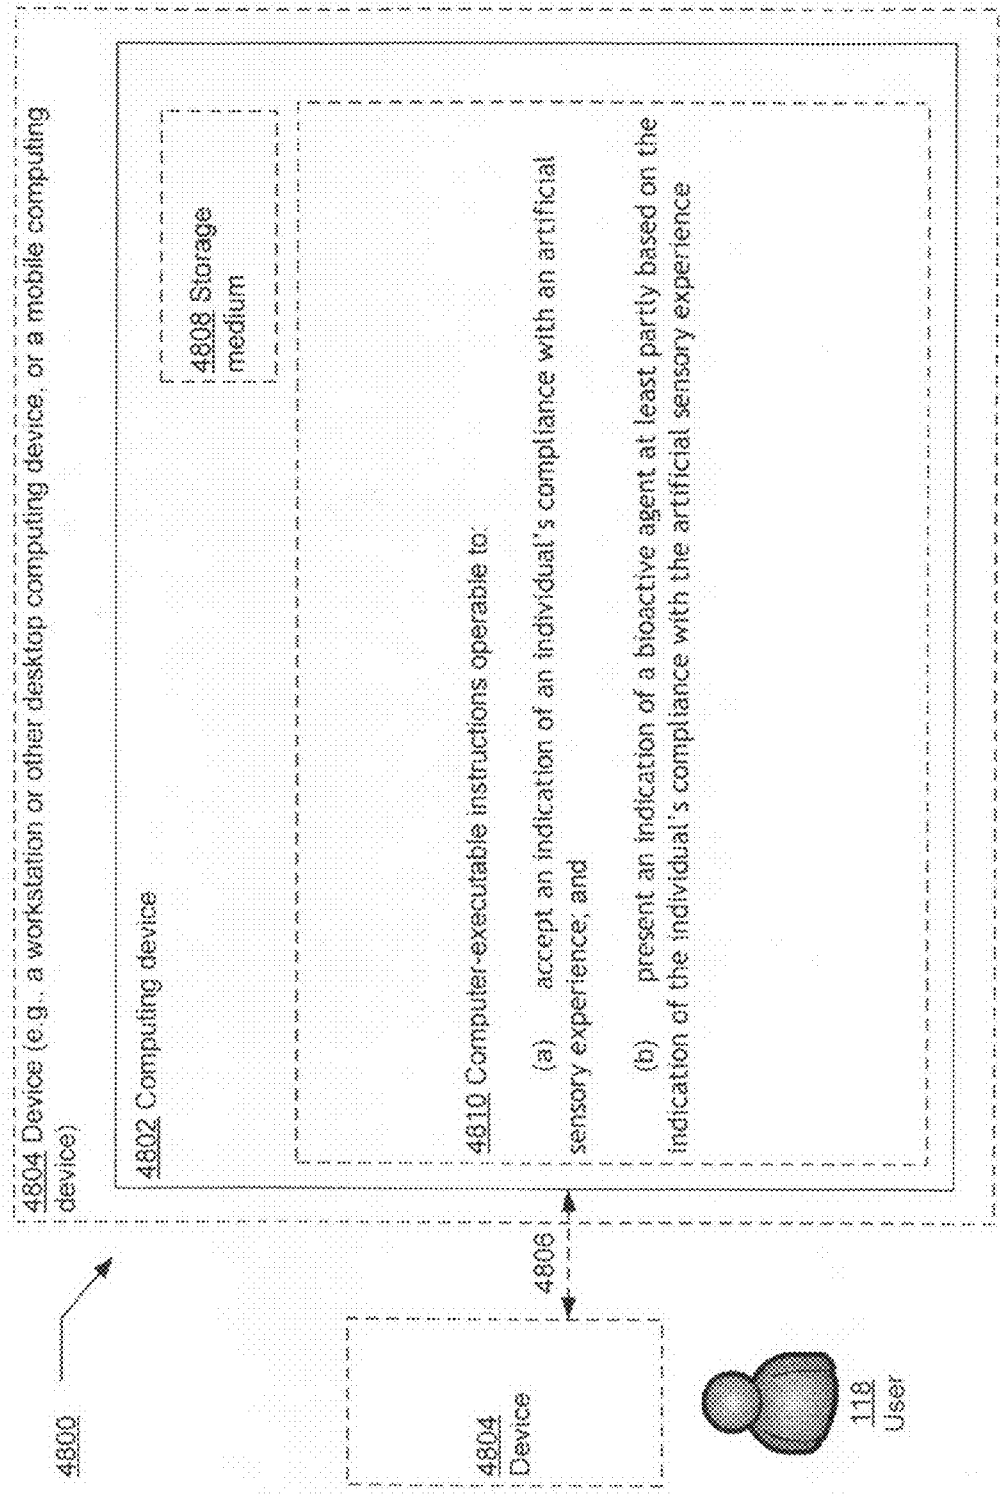 4800
4804 Device (e.g., a workstation or other desktop computing device, or a mobile computing
device)
4802 Computing device
4808 Storage
medium
4810 Computer-executable instructions operable to:
(a) accept an indication of an individual's compliance with an artificial
sensory experience; and
(b) present an indication of a bioactive agent at least partly based on the
indication of the individual's compliance with the artificial sensory experience
4806
4804
Device
118
User